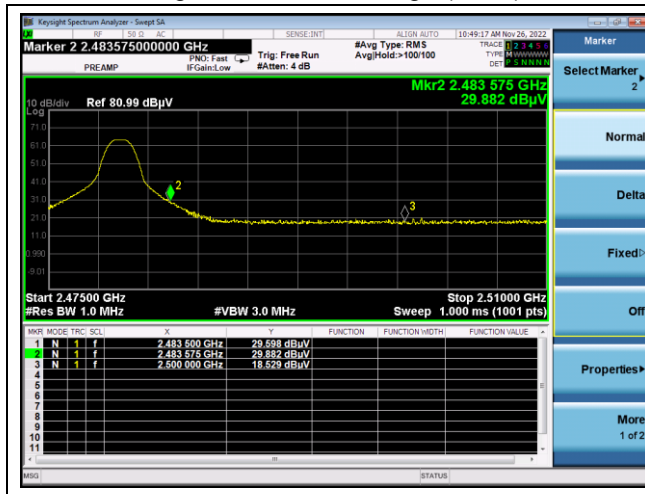 Keysight Spectrum Analyzer - Swept SA
RF 50 Ω AC SENSE:INT ALIGN AUTO 10:49:17 AM Nov 26, 2022
Marker 2 2.483575000000 GHz
PREAMP
PNO: Fast
IFGain:Low
Trig: Free Run
#Atten: 4 dB
#Avg Type: RMS
Avg|Hold:>100/100
TRACE 1 2 3 4 5 6
TYPE M W W W W W
DET P S N N N N
Marker
Select Marker
2
Normal
Delta
Fixed
Off
Properties
More
1 of 2
Mkr2 2.483 575 GHz
29.882 dBµV
10 dB/div Ref 80.99 dBµV
Log
71.0
61.0
51.0
41.0
31.0
21.0
11.0
0.990
-9.01
2
3
Start 2.47500 GHz Stop 2.51000 GHz
#Res BW 1.0 MHz #VBW 3.0 MHz Sweep 1.000 ms (1001 pts)
MKR MODE TRC SCL X Y FUNCTION FUNCTION WIDTH FUNCTION VALUE
1 N 1 f 2.483 500 GHz 29.598 dBuV
2 N 1 f 2.483 575 GHz 29.882 dBuV
3 N 1 f 2.500 000 GHz 18.529 dBuV
4
5
6
7
8
9
10
11
MSG STATUS